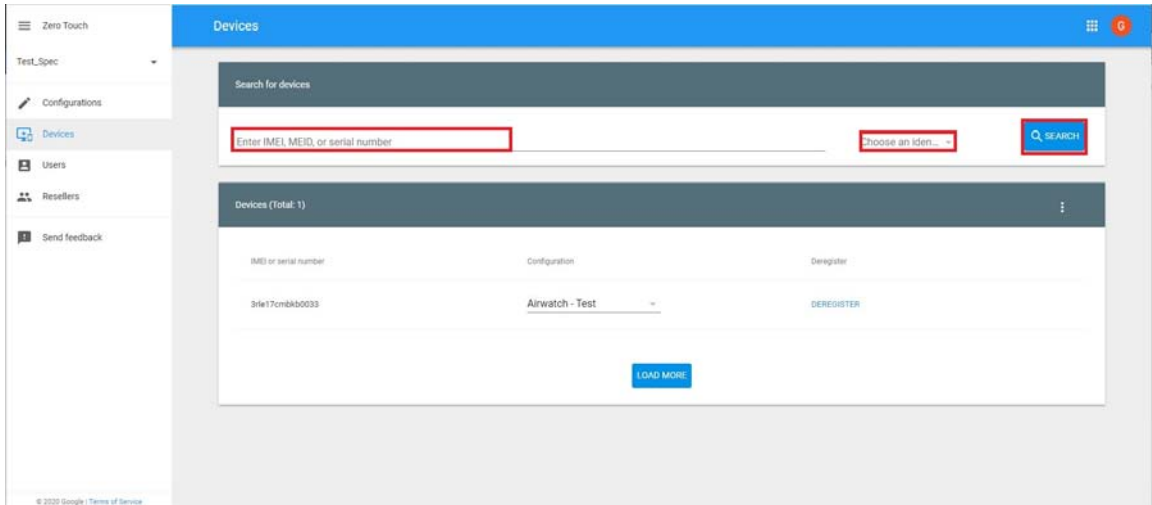 Zero Touch
Devices
G
Test_Spec
Search for devices
Configurations
Enter IMEI, MEID, or serial number
Choose an iden...
SEARCH
Devices
Users
Resellers
Devices (Total: 1)
Send feedback
IMEI or serial number
Configuration
Deregister
3rle17cmbkb0033
Airwatch - Test
DEREGISTER
LOAD MORE
© 2020 Google | Terms of Service